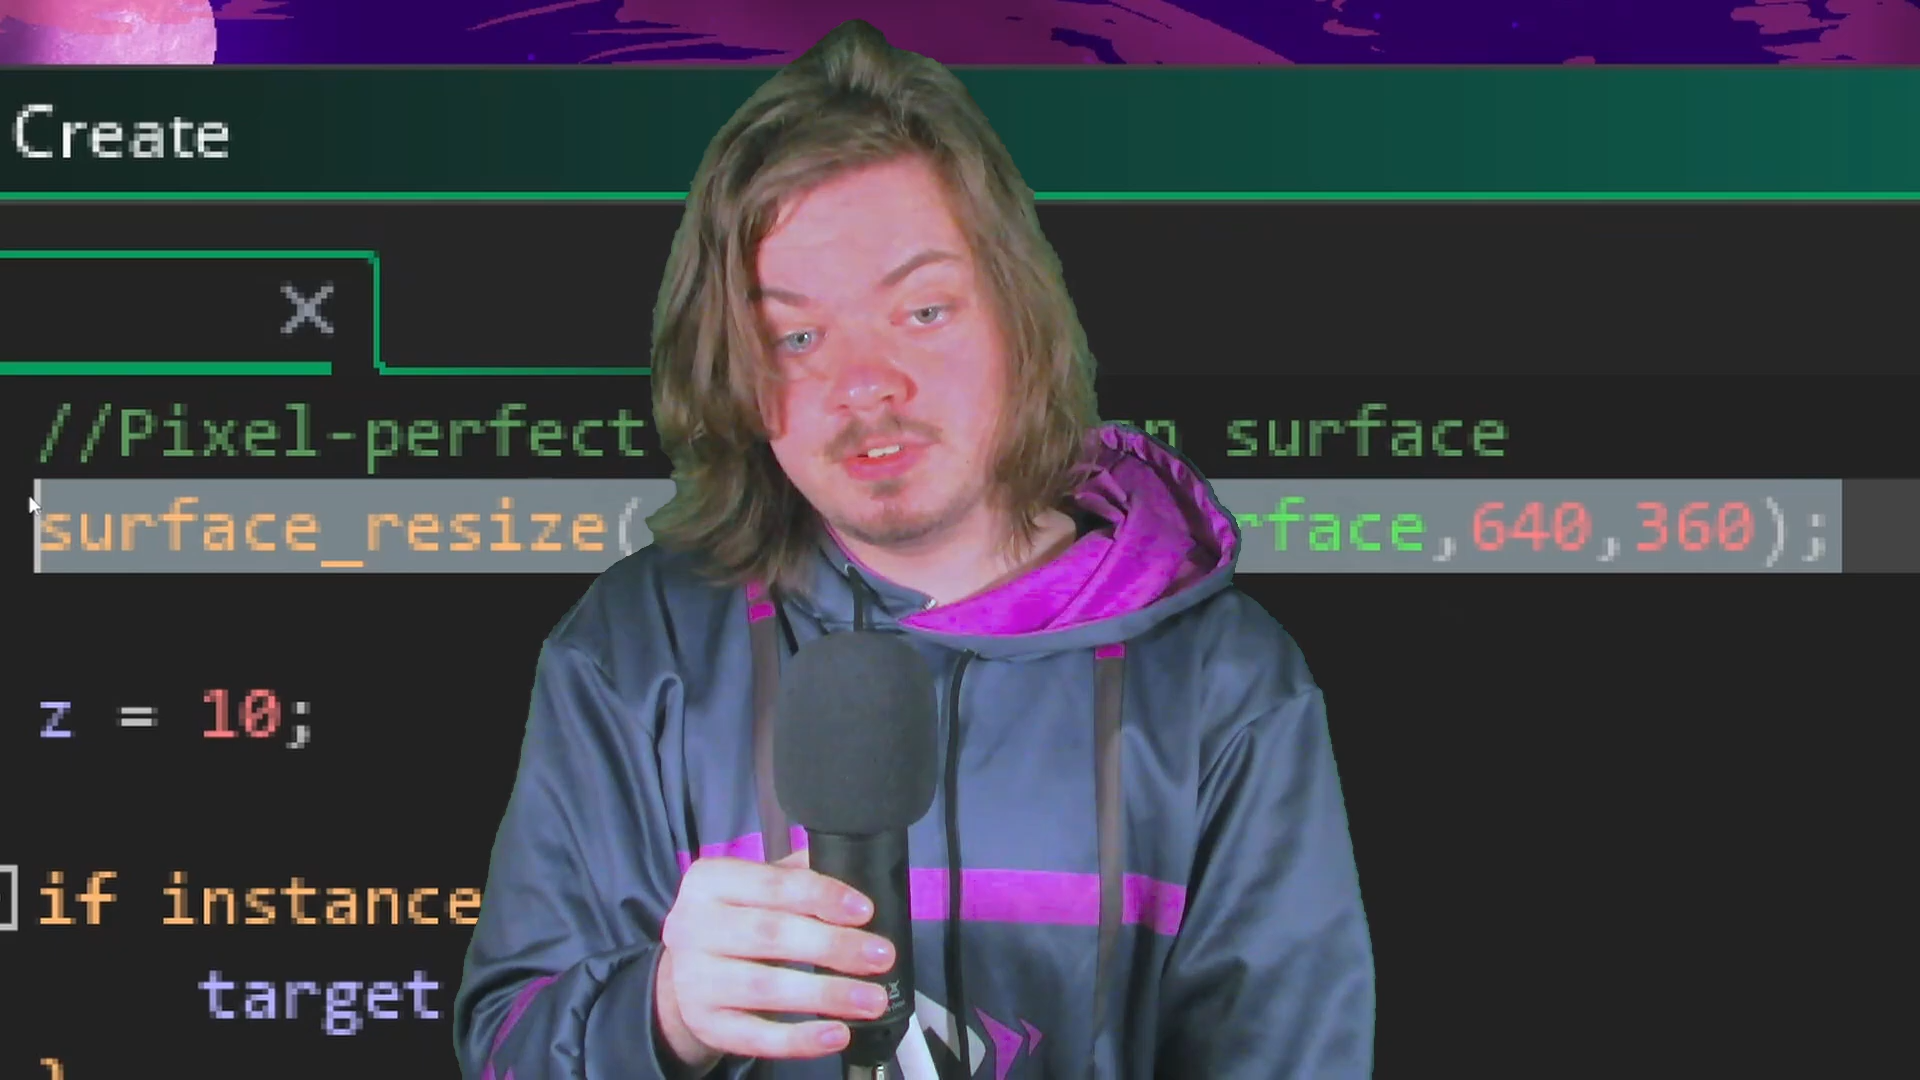 Create
//Pixel-perfect surface
surface_resize( rface,640,360);
z = 10;
if instance
target